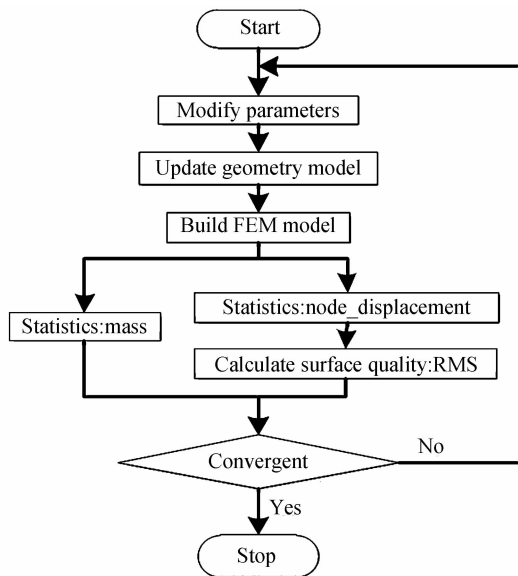 Start
Modify parameters
Update geometry model
Build FEM model
Statistics:mass
Statistics:node_displacement
Calculate surface quality:RMS
Convergent
No
Yes
Stop